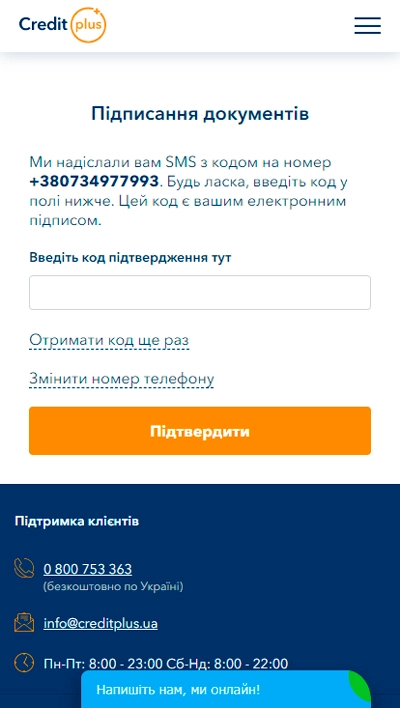 Credit plus
Підписання документів
Ми надіслали вам SMS з кодом на номер
+380734977993. Будь ласка, введіть код у
полі нижче. Цей код є вашим електронним
підписом.
Введіть код підтвердження тут
Отримати код ще раз
Змінити номер телефону
Підтвердити
Підтримка клієнтів
0 800 753 363
(безкоштовно по Україні)
info@creditplus.ua
Пн-Пт: 8:00 - 23:00 Сб-Нд: 8:00 - 22:00
Напишіть нам, ми онлайн!